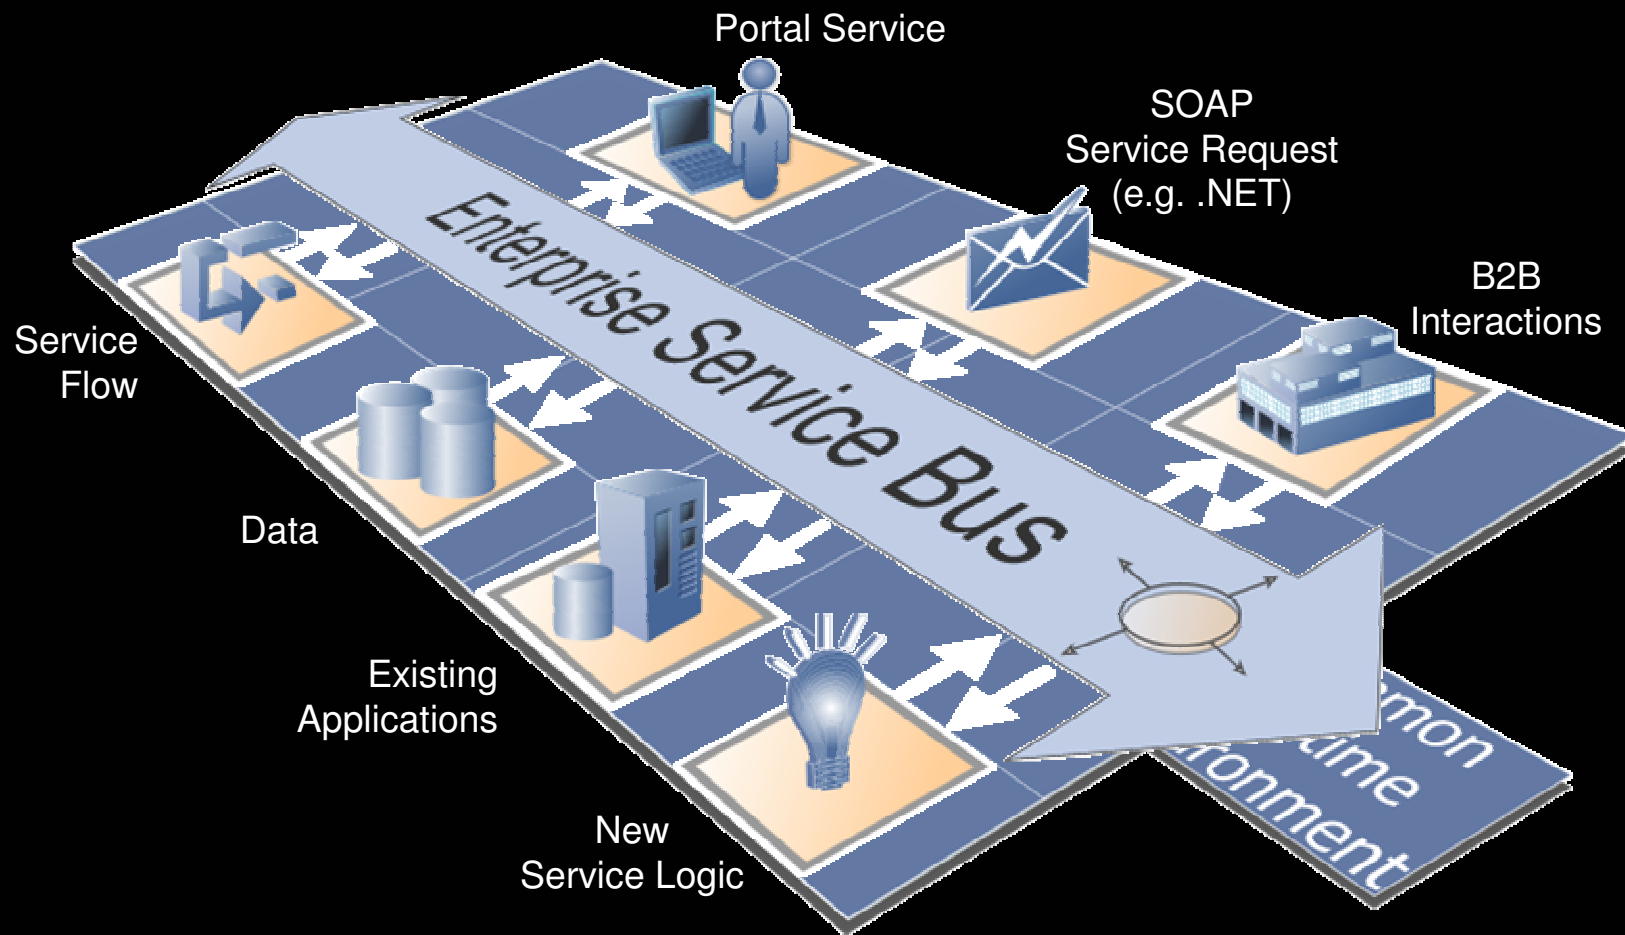 Portal Service
SOAP
Service Request
(e.g. .NET)
B2B
Interactions
Enterprise Service Bus
Service
Flow
Data
Existing
Applications
New
Service Logic